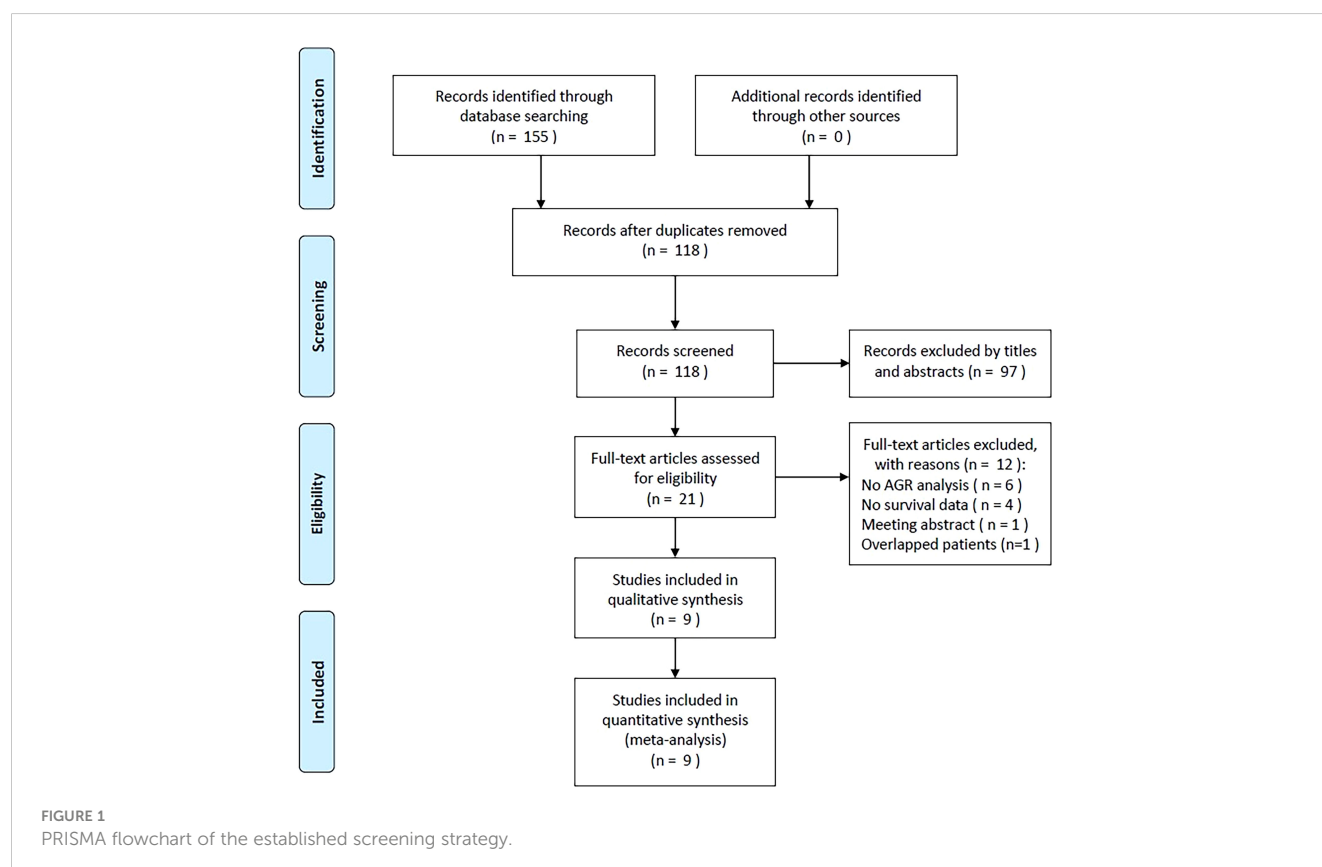 Identification
Records identified through
database searching
(n = 155 )
Additional records identified
through other sources
(n = 0 )
Records after duplicates removed
(n = 118 )
Screening
Records screened
(n = 118 )
Records excluded by titles
and abstracts (n = 97 )
Eligibility
Full-text articles assessed
for eligibility
(n = 21 )
Full-text articles excluded,
with reasons (n = 12 ):
No AGR analysis ( n = 6 )
No survival data ( n = 4 )
Meeting abstract ( n = 1 )
Overlapped patients (n=1 )
Studies included in
qualitative synthesis
(n = 9 )
Included
Studies included in
quantitative synthesis
(meta-analysis)
(n = 9 )
FIGURE 1
PRISMA flowchart of the established screening strategy.